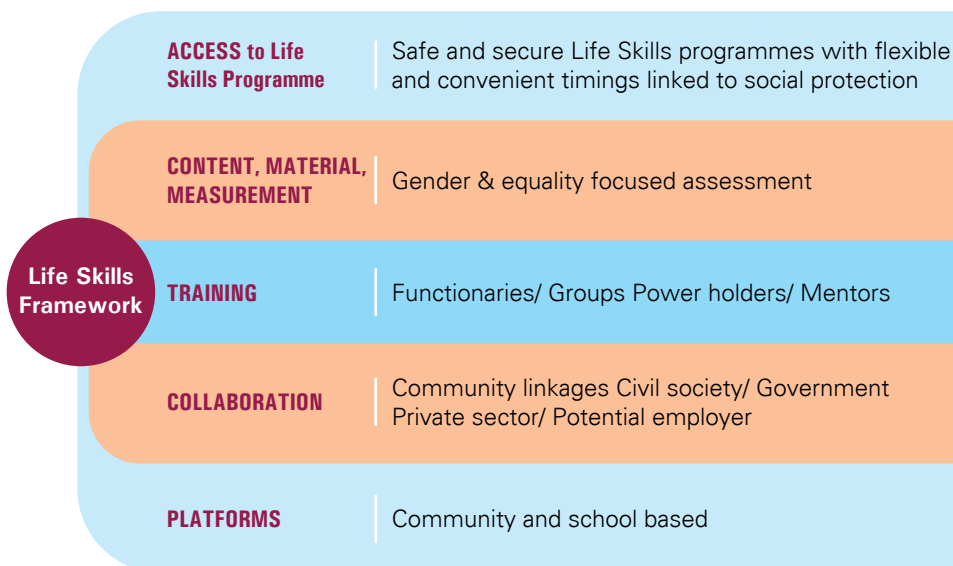 ACCESS to Life
Skills Programme
Safe and secure Life Skills programmes with flexible
and convenient timings linked to social protection
CONTENT, MATERIAL,
MEASUREMENT
Gender & equality focused assessment
Life Skills
Framework
TRAINING
Functionaries/ Groups Power holders/ Mentors
COLLABORATION
Community linkages Civil society/ Government
Private sector/ Potential employer
PLATFORMS
Community and school based